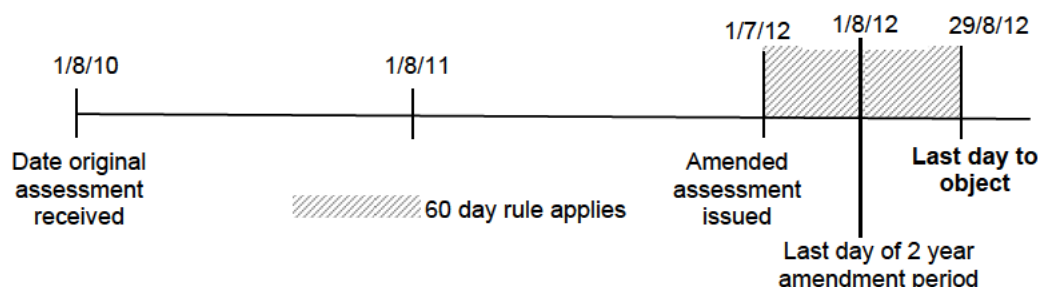 1/8/10
1/8/11
1/7/12
1/8/12
29/8/12
Date original
assessment
received
60 day rule applies
Amended
assessment
issued
Last day to
object
Last day of 2 year
amendment period